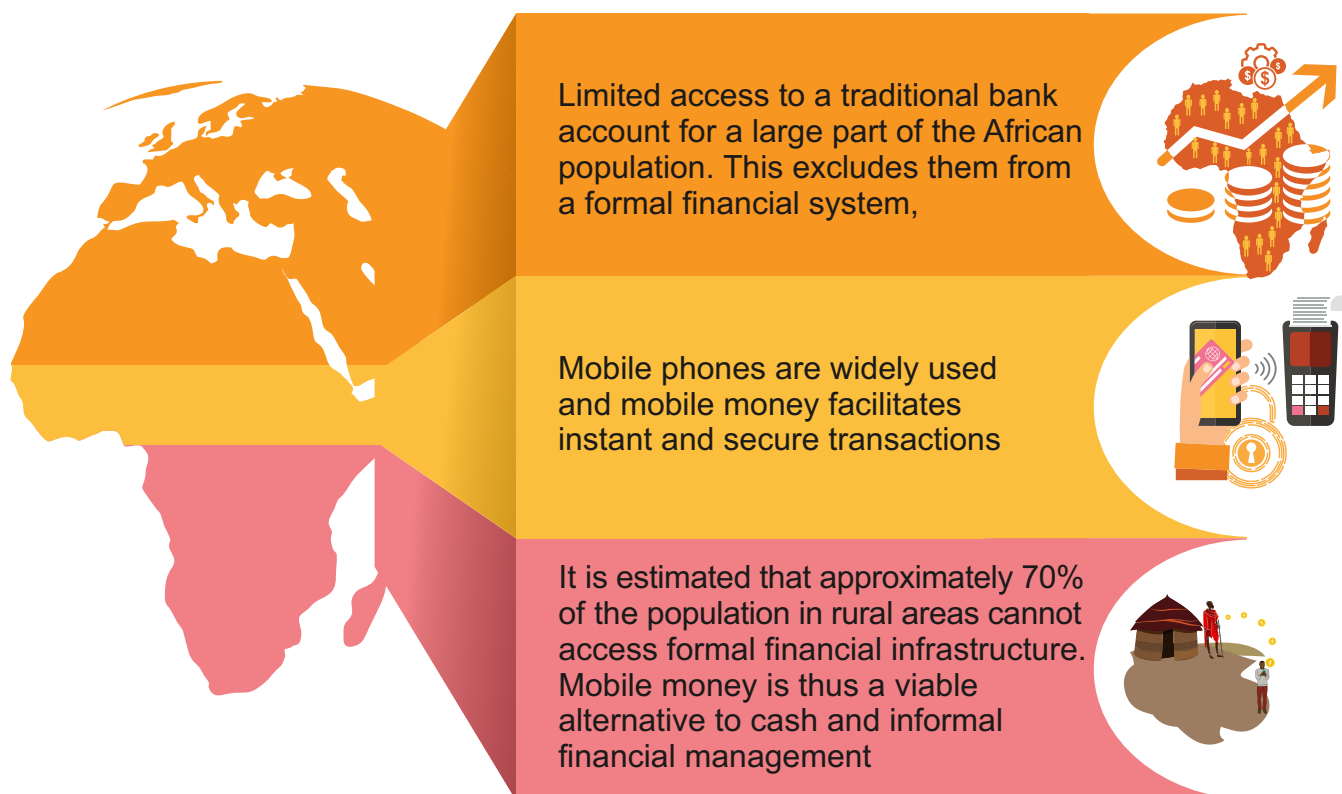 Limited access to a traditional bank
account for a large part of the African
population. This excludes them from
a formal financial system,
Mobile phones are widely used
and mobile money facilitates
instant and secure transactions
It is estimated that approximately 70%
of the population in rural areas cannot
access formal financial infrastructure.
Mobile money is thus a viable
alternative to cash and informal
financial management